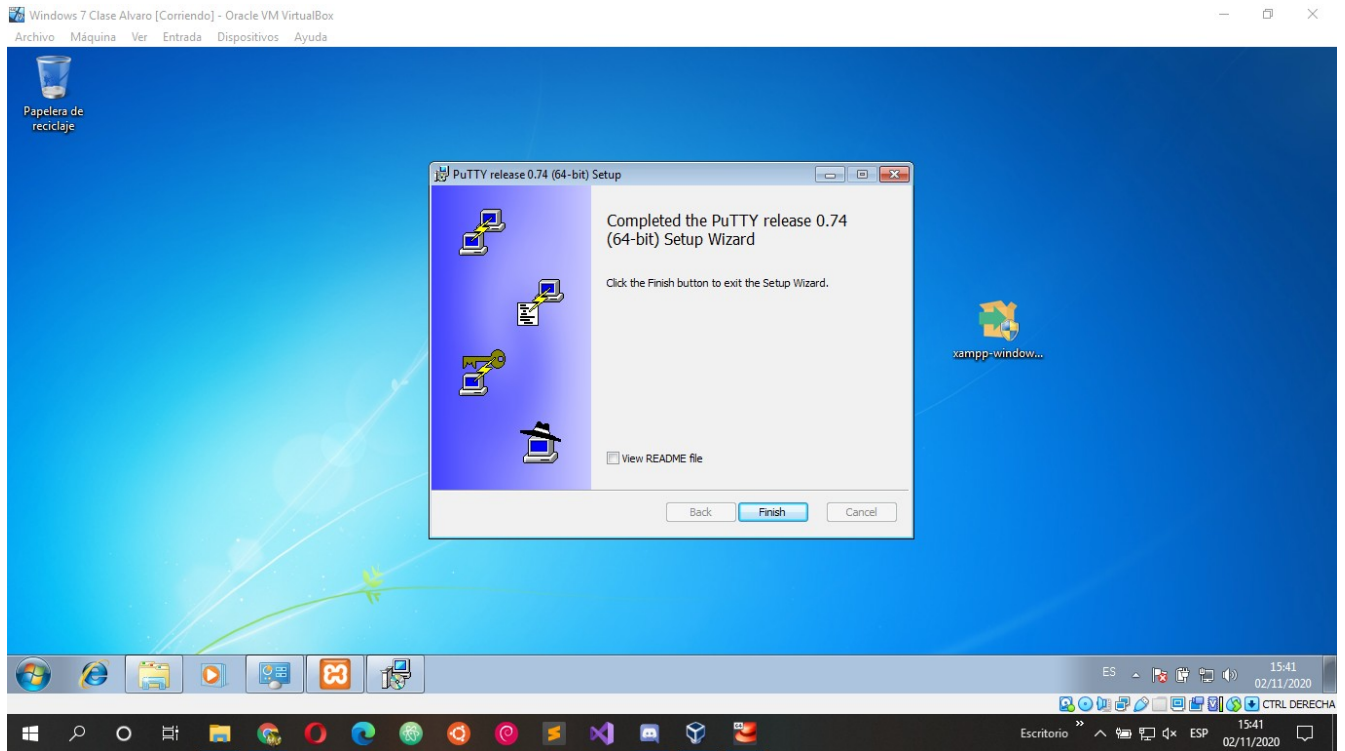 Windows 7 Clase Alvaro [Corriendo] - Oracle VM VirtualBox
Archivo Máquina Ver Entrada Dispositivos Ayuda
Papelera de
reciclaje
PuTTY release 0.74 (64-bit) Setup
Completed the PuTTY release 0.74
(64-bit) Setup Wizard
Click the Finish button to exit the Setup Wizard.
xampp-window...
View README file
Back Finish Cancel
ES 15:41
02/11/2020
CTRL DERECHA
Escritorio ESP 15:41
02/11/2020